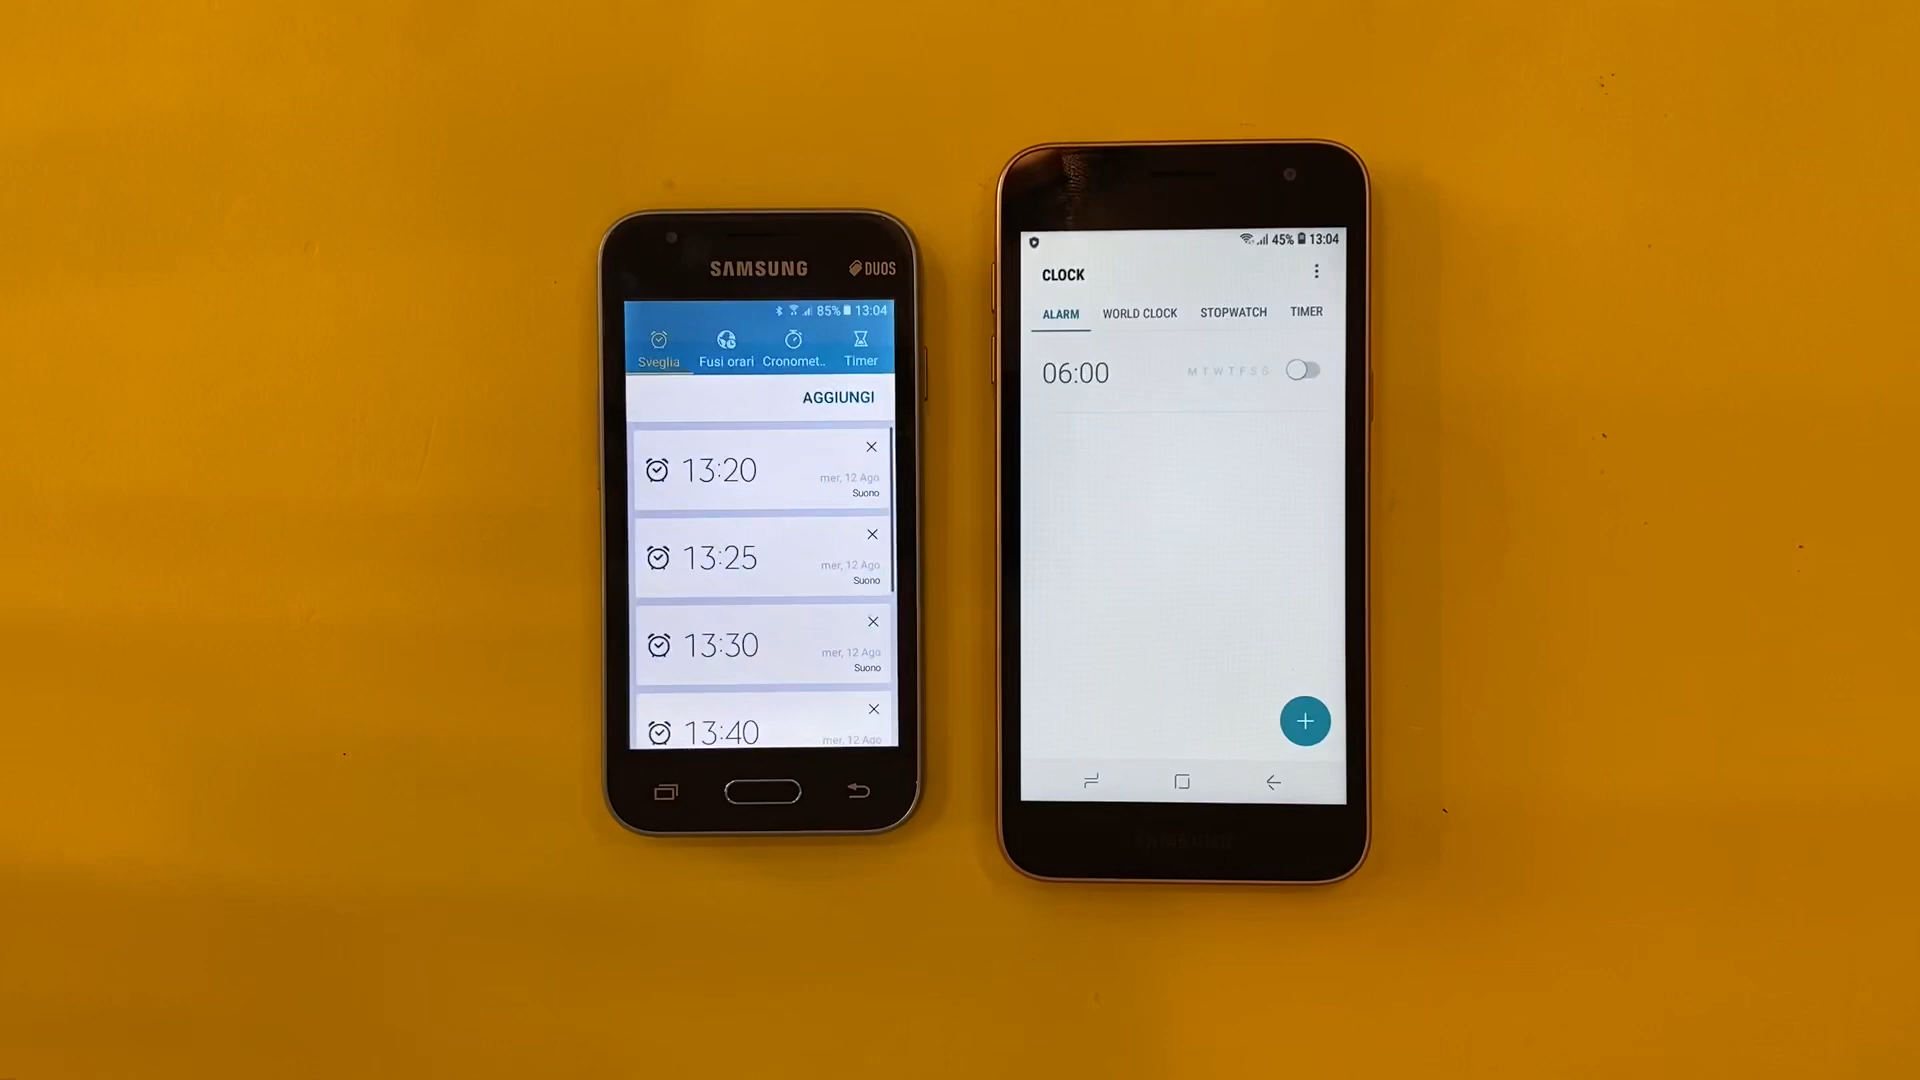 SAMSUNG
DUOS
85% 13:04
Sveglia Fusi orari Cronomet.. Timer
AGGIUNGI
13:20
mer, 12 Ago
Suono
13:25
mer, 12 Ago
Suono
13:30
mer, 12 Ago
Suono
13:40
mer, 12 Ago
45% 13:04
CLOCK
ALARM WORLD CLOCK STOPWATCH TIMER
06:00 M T W T F S S
SAMSUNG